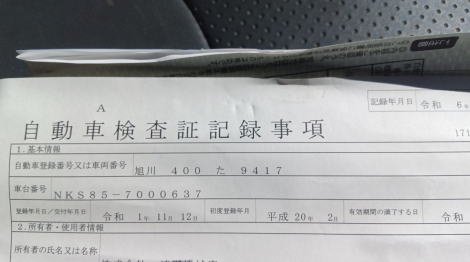 A
記録年月日 令和 6
自動車検査証記録事項
171
1.基本情報
自動車登録番号又は車両番号 旭川 400 た 9417
車台番号 NKS85-7000637
登録年月日/交付年月日 令和 1年11月12日 初度登録年月 平成20年 2月 有効期間の満了する日 令和
2.所有者・使用者情報
所有者の氏名又は名称